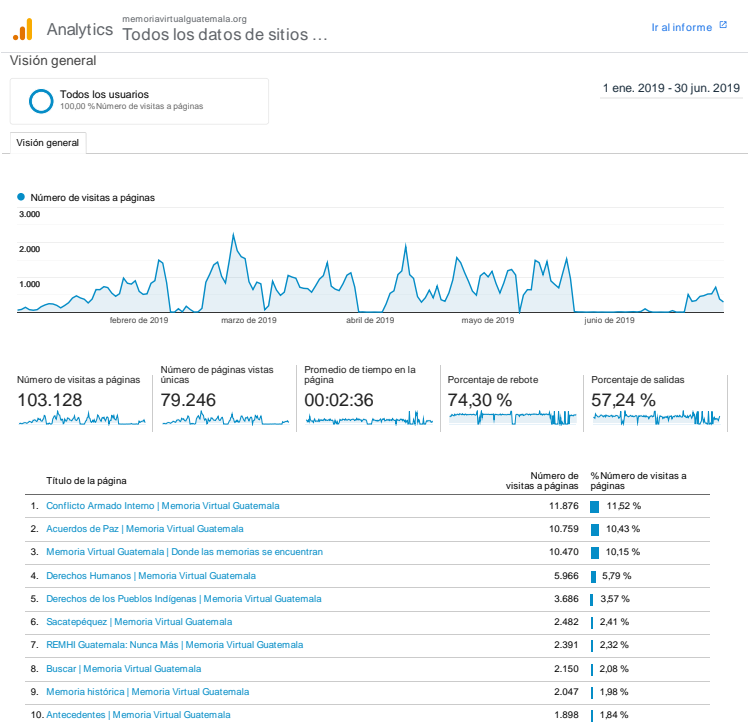 Analytics
memoriavirtualguatemala.org
Todos los datos de sitios …
Ir al informe
Visión general
Todos los usuarios
100,00 % Número de visitas a páginas
1 ene. 2019 - 30 jun. 2019
Visión general
Número de visitas a páginas
3.000
2.000
1.000
febrero de 2019 marzo de 2019 abril de 2019 mayo de 2019 junio de 2019
Número de visitas a páginas
103.128
Número de páginas vistas
únicas
79.246
Promedio de tiempo en la
página
00:02:36
Porcentaje de rebote
74,30 %
Porcentaje de salidas
57,24 %
Título de la página
Número de
visitas a páginas
% Número de visitas a
páginas
1. Conflicto Armado Interno | Memoria Virtual Guatemala 11.876 11,52 %
2. Acuerdos de Paz | Memoria Virtual Guatemala 10.759 10,43 %
3. Memoria Virtual Guatemala | Donde las memorias se encuentran 10.470 10,15 %
4. Derechos Humanos | Memoria Virtual Guatemala 5.966 5,79 %
5. Derechos de los Pueblos Indígenas | Memoria Virtual Guatemala 3.686 3,57 %
6. Sacatepéquez | Memoria Virtual Guatemala 2.482 2,41 %
7. REMHI Guatemala: Nunca Más | Memoria Virtual Guatemala 2.391 2,32 %
8. Buscar | Memoria Virtual Guatemala 2.150 2,08 %
9. Memoria histórica | Memoria Virtual Guatemala 2.047 1,98 %
10. Antecedentes | Memoria Virtual Guatemala 1.898 1,84 %